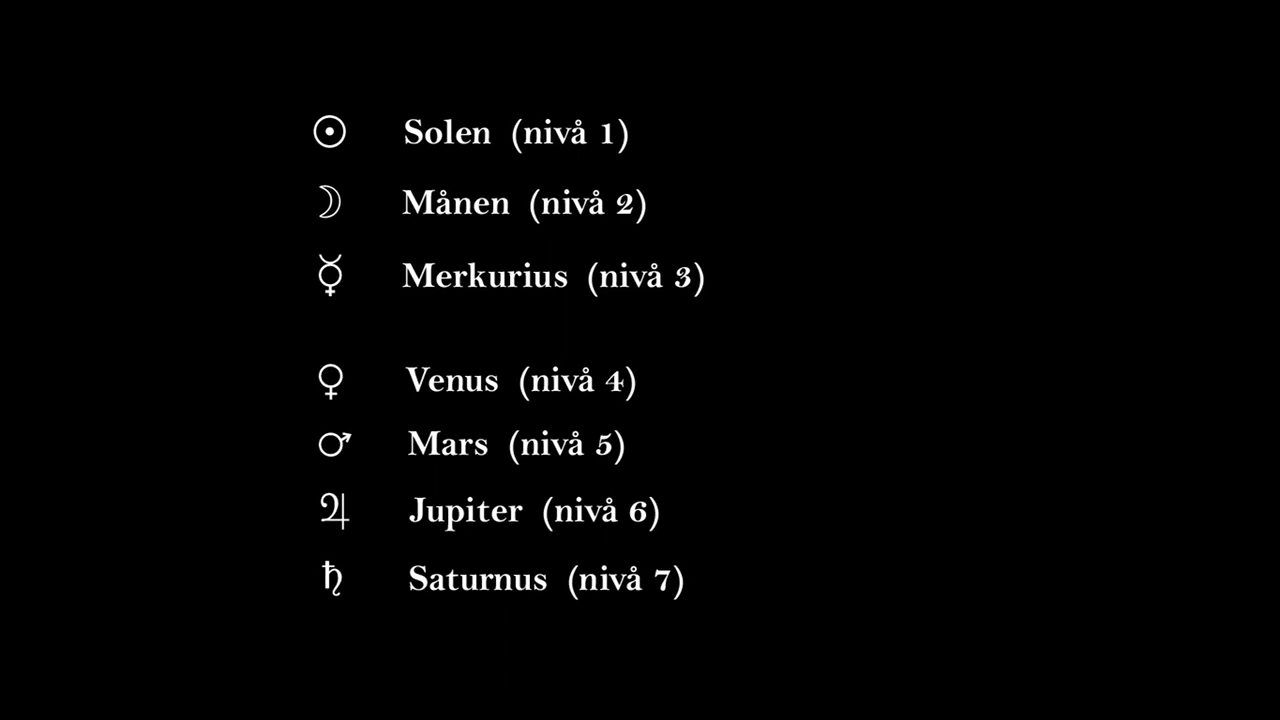 ☉ Solen (nivå 1)
☽ Månen (nivå 2)
☿ Merkurius (nivå 3)
♀ Venus (nivå 4)
♂ Mars (nivå 5)
♃ Jupiter (nivå 6)
♄ Saturnus (nivå 7)